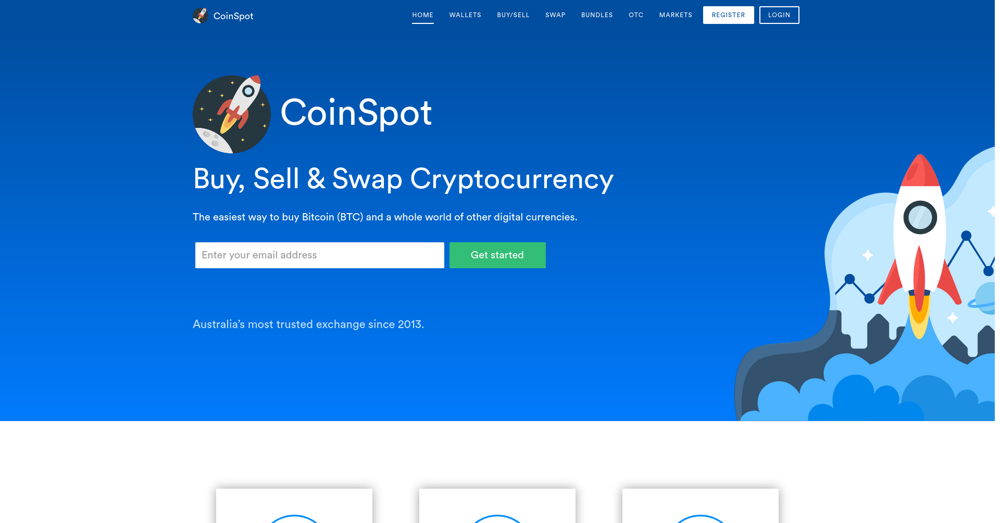 CoinSpot
HOME WALLETS BUY/SELL SWAP BUNDLES OTC MARKETS REGISTER LOGIN
CoinSpot
Buy, Sell & Swap Cryptocurrency
The easiest way to buy Bitcoin (BTC) and a whole world of other digital currencies.
Enter your email address Get started
Australia’s most trusted exchange since 2013.